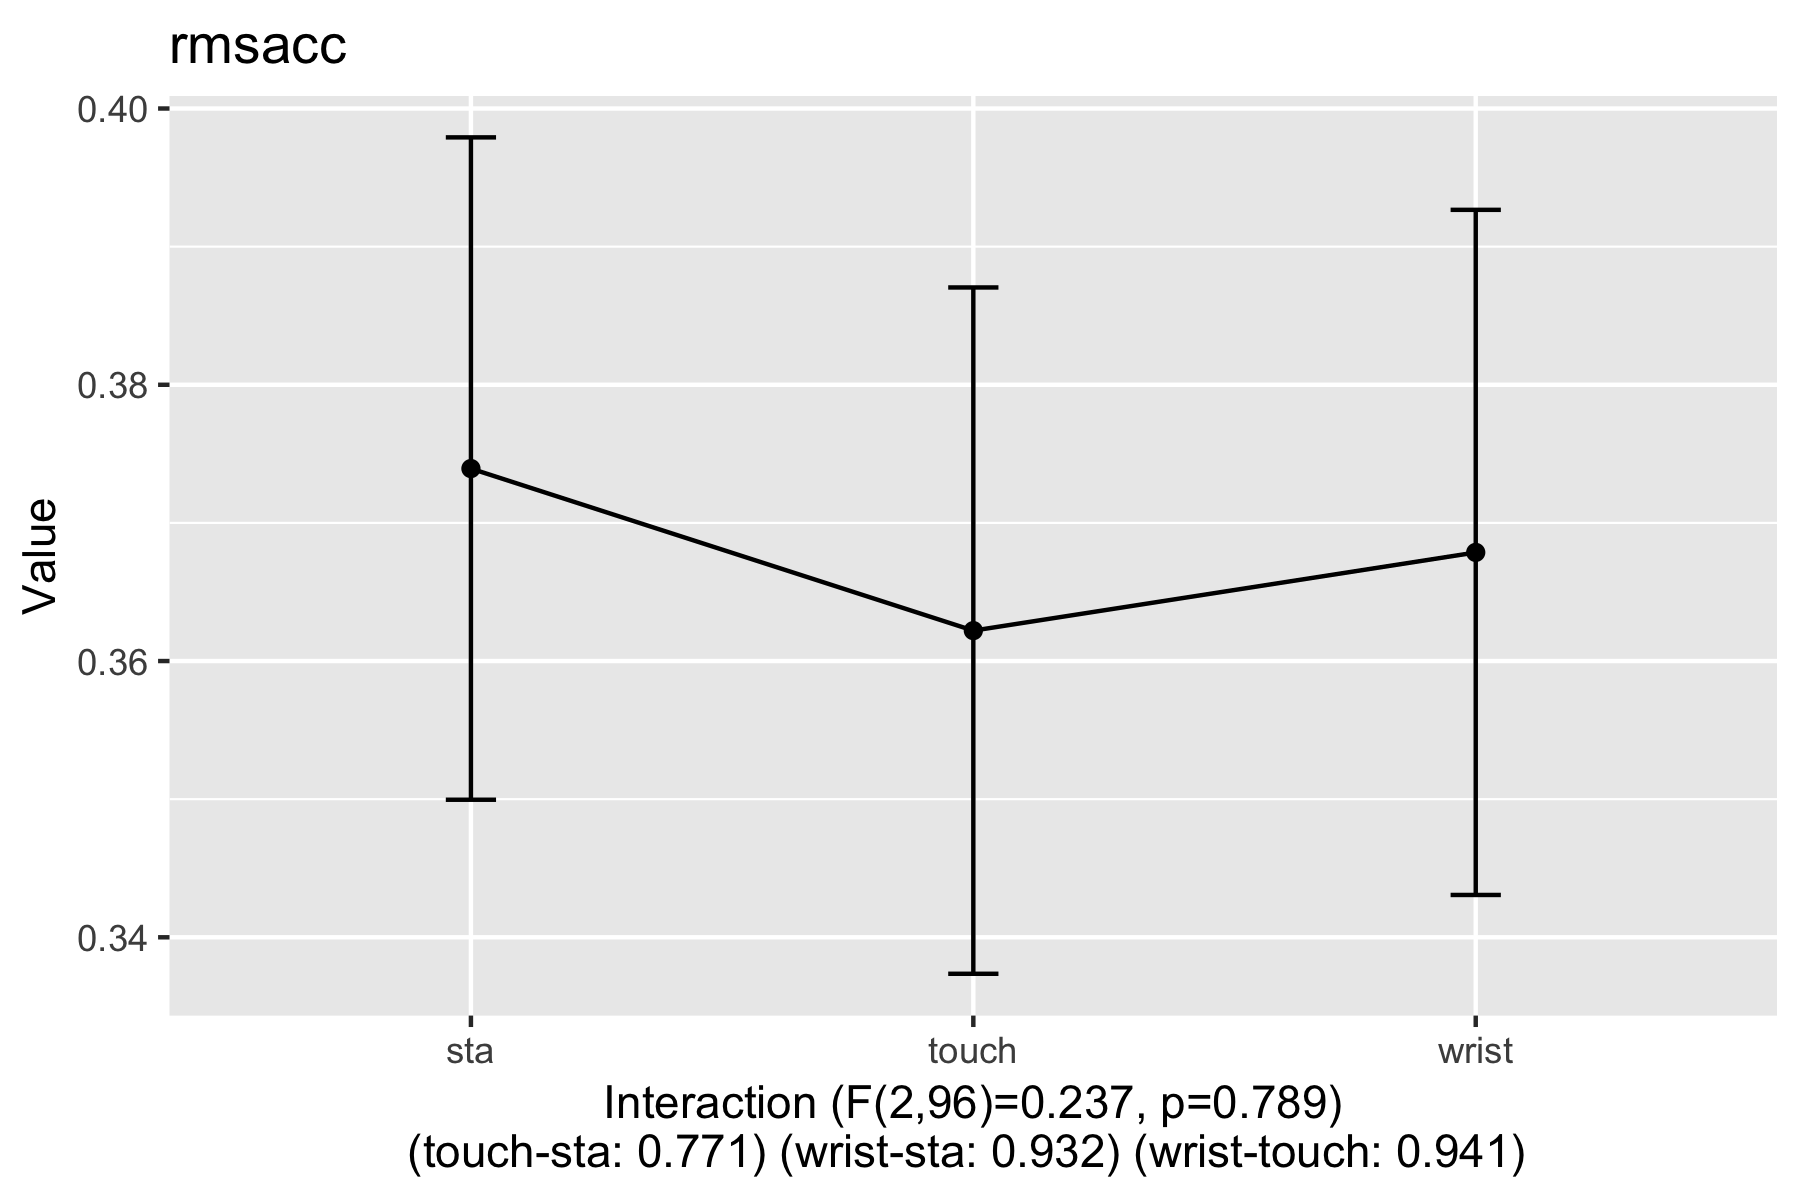 rmsacc
0.40
0.38
0.36
0.34
Value
sta
touch
wrist
Interaction (F(2,96)=0.237, p=0.789)
(touch-sta: 0.771) (wrist-sta: 0.932) (wrist-touch: 0.941)